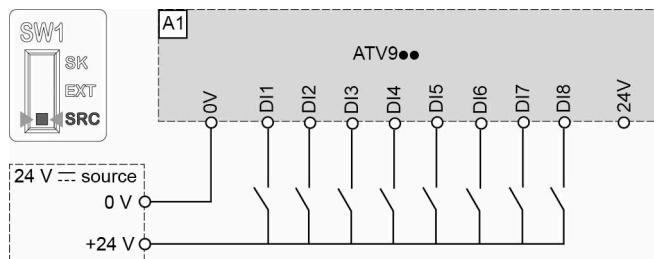 SW1
SK
EXT
SRC
A1
ATV9●●
0V DI1 DI2 DI3 DI4 DI5 DI6 DI7 DI8 24V
24 V ⎓ source
0 V
+24 V